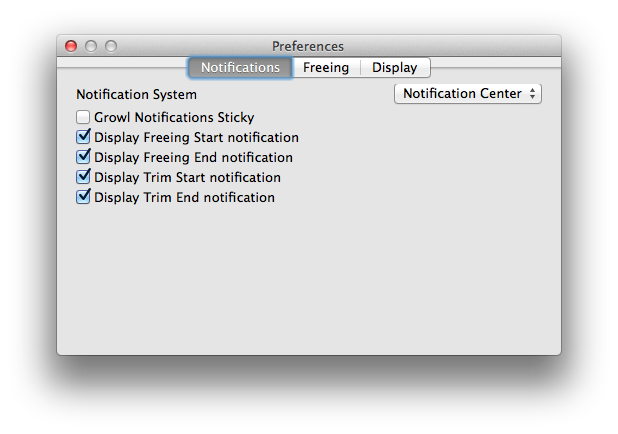 Preferences
Notifications Freeing Display
Notification System Notification Center
Growl Notifications Sticky
Display Freeing Start notification
Display Freeing End notification
Display Trim Start notification
Display Trim End notification